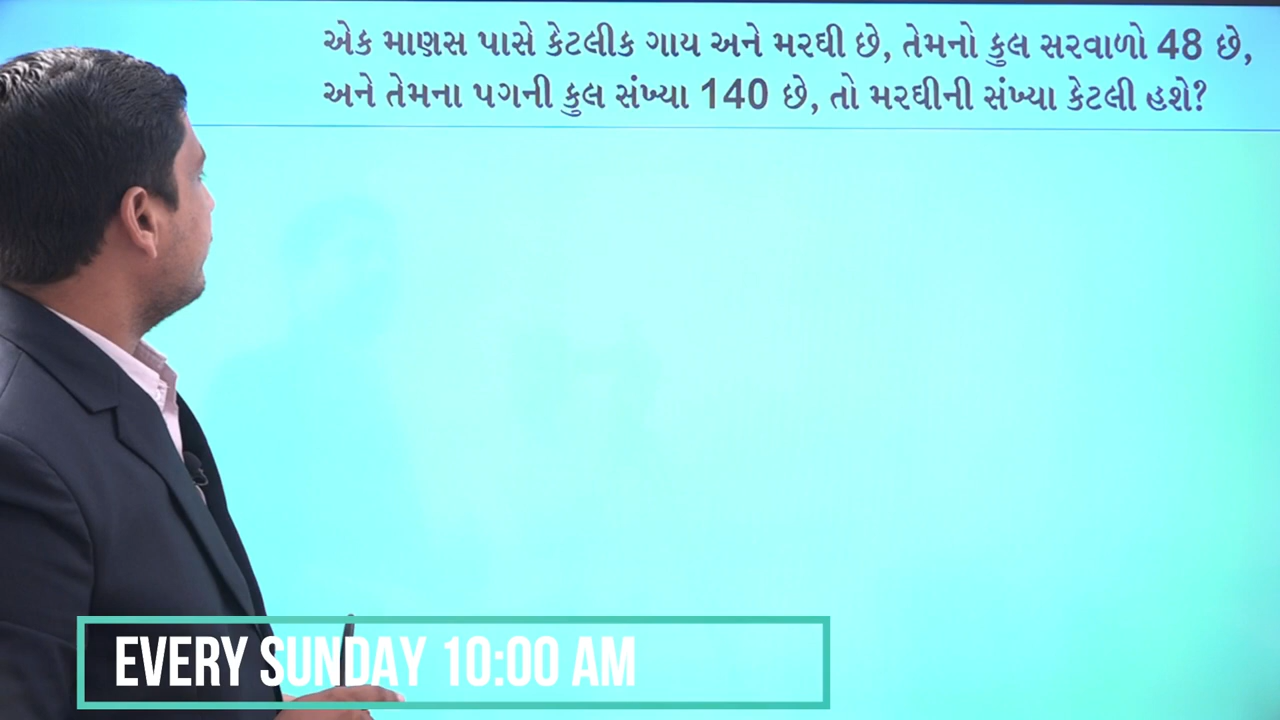 એક માણસ પાસે કેટલીક ગાય અને મરઘી છે, તેમનો કુલ સરવાળો 48 છે,
અને તેમના પગની કુલ સંખ્યા 140 છે, તો મરઘીની સંખ્યા કેટલી હશે?
EVERY SUNDAY 10:00 AM